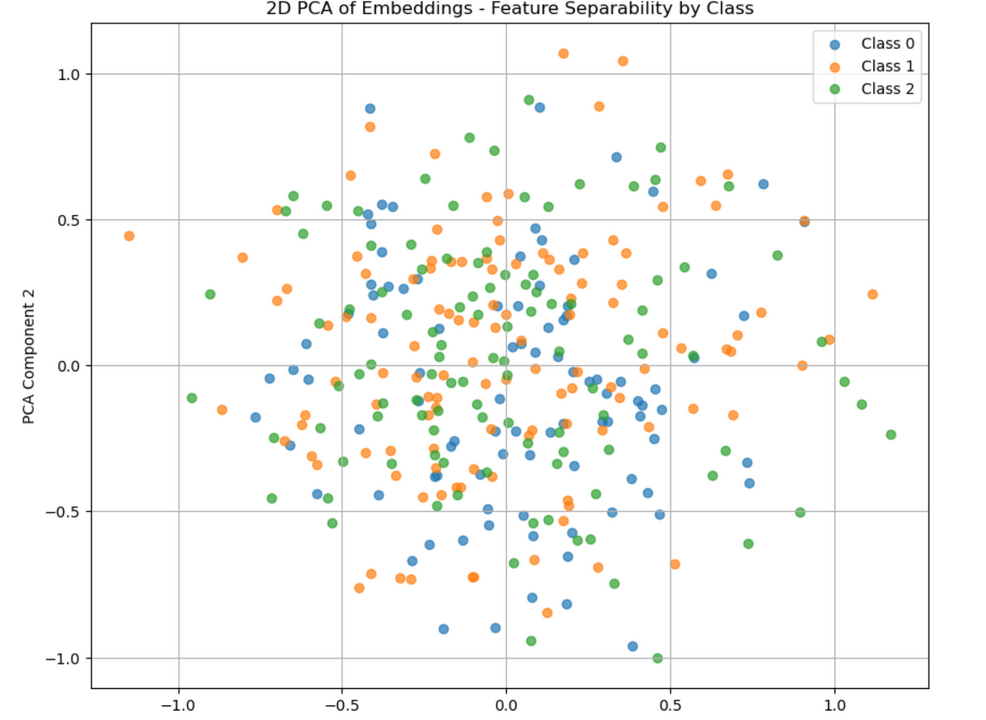 2D PCA of Embeddings - Feature Separability by Class
Class 0
Class 1
Class 2
PCA Component 2
1.0
0.5
0.0
−0.5
−1.0
−1.0
−0.5
0.0
0.5
1.0